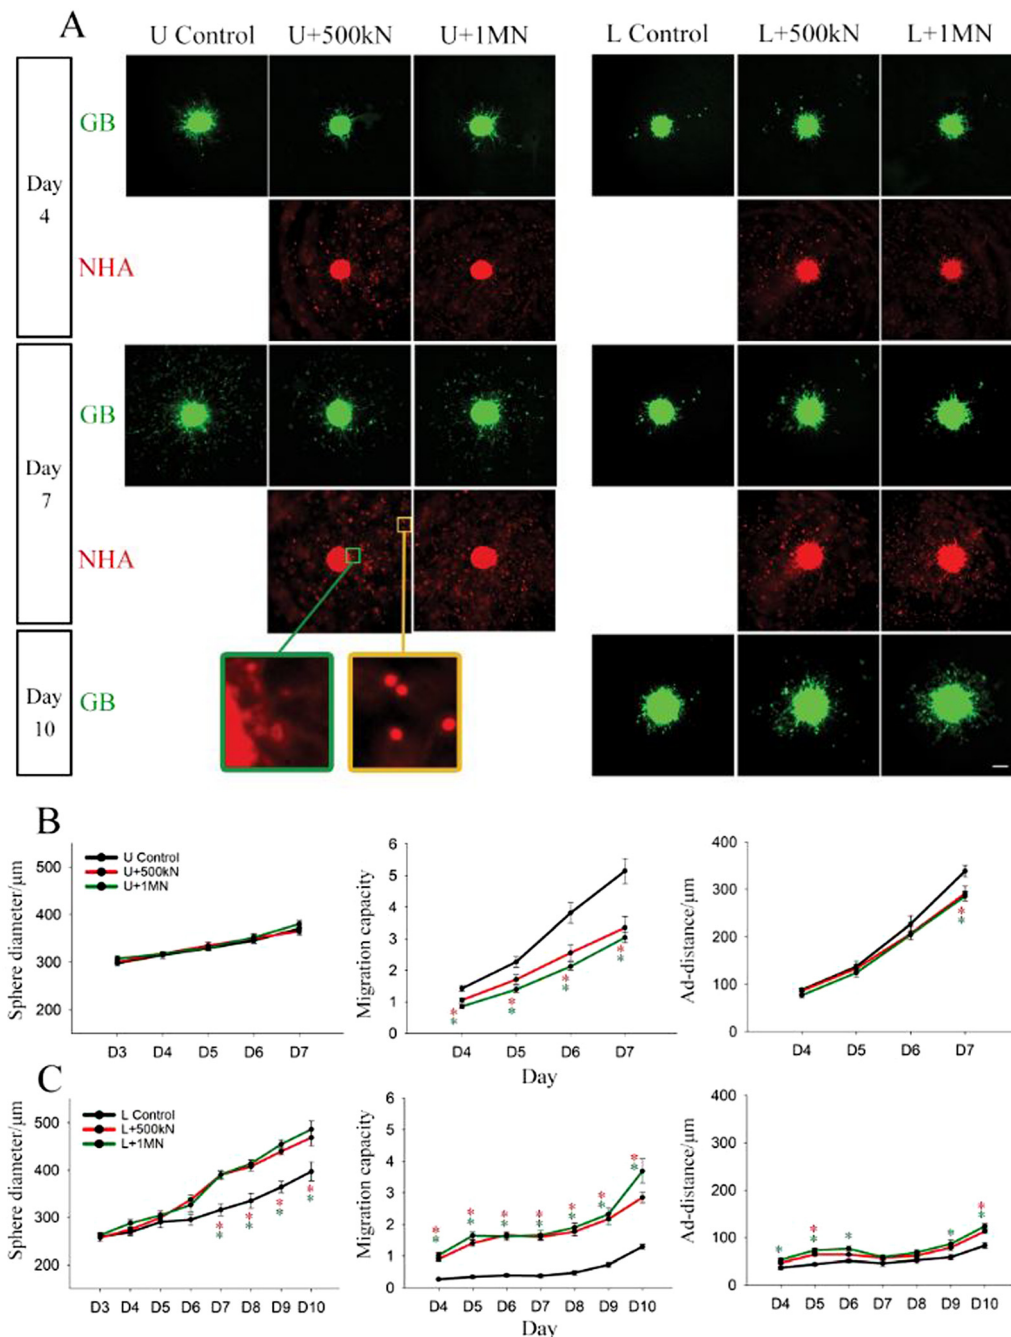 A
U Control U+500kN U+1MN L Control L+500kN L+1MN
Day
4
GB
NHA
Day
7
GB
NHA
Day
10
GB
B
Sphere diameter/μm
500
400
300
200
U Control
U+500kN
U+1MN
D3 D4 D5 D6 D7
Migration capacity
6
5
4
3
2
1
0
* * * *
* * * *
D4 D5 D6 D7
Ad-distance/μm
400
300
200
100
0
*
*
D4 D5 D6 D7
Day
C
Sphere diameter/μm
500
400
300
200
L Control
L+500kN
L+1MN
* * * *
* * * *
D3 D4 D5 D6 D7 D8 D9 D10
Migration capacity
6
5
4
3
2
1
0
* * * * * * *
* * * * * * *
D4 D5 D6 D7 D8 D9 D10
Ad-distance/μm
400
300
200
100
0
* * * * *
* *
D4 D5 D6 D7 D8 D9 D10
Day